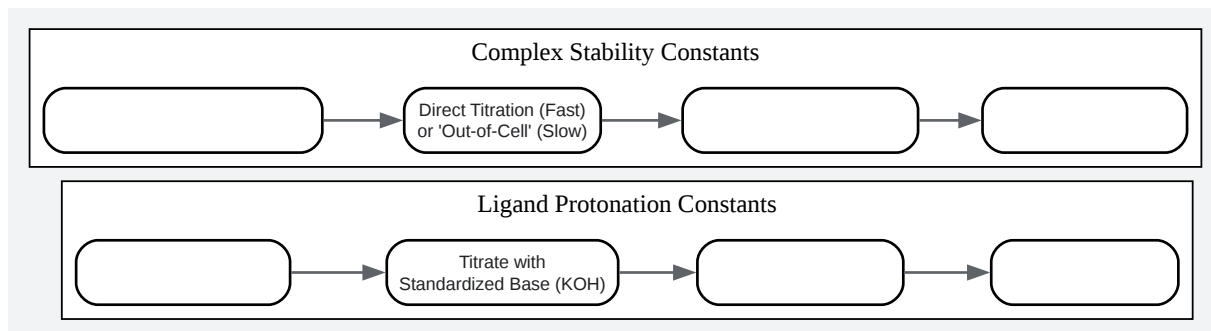 Complex Stability Constants
Direct Titration (Fast)
or 'Out-of-Cell' (Slow)
Ligand Protonation Constants
Titrate with
Standardized Base (KOH)